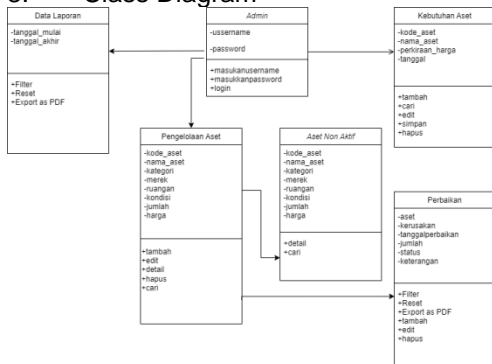 Class Diagram
Data Laporan
-tanggal_mulai
-tanggal_akhir
+Filter
+Reset
+Export as PDF
Admin
-ussername
-password
+masukanusername
+masukkanpassword
+login
Kebutuhan Aset
-kode_aset
-nama_aset
-perkiraan_harga
-tanggal
+tambah
+cari
+edit
+simpan
+hapus
Pengelolaan Aset
-kode_aset
-nama_aset
-kategori
-merek
-ruangan
-kondisi
-jumlah
-harga
+tambah
+edit
+detail
+hapus
+cari
Aset Non Aktif
-kode_aset
-nama_aset
-kategori
-merek
-ruangan
-kondisi
-jumlah
-harga
+detail
+cari
Perbaikan
-aset
-kerusakan
-tanggalperbaikan
-jumlah
-status
-keterangan
+Filter
+Reset
+Export as PDF
+tambah
+edit
+hapus